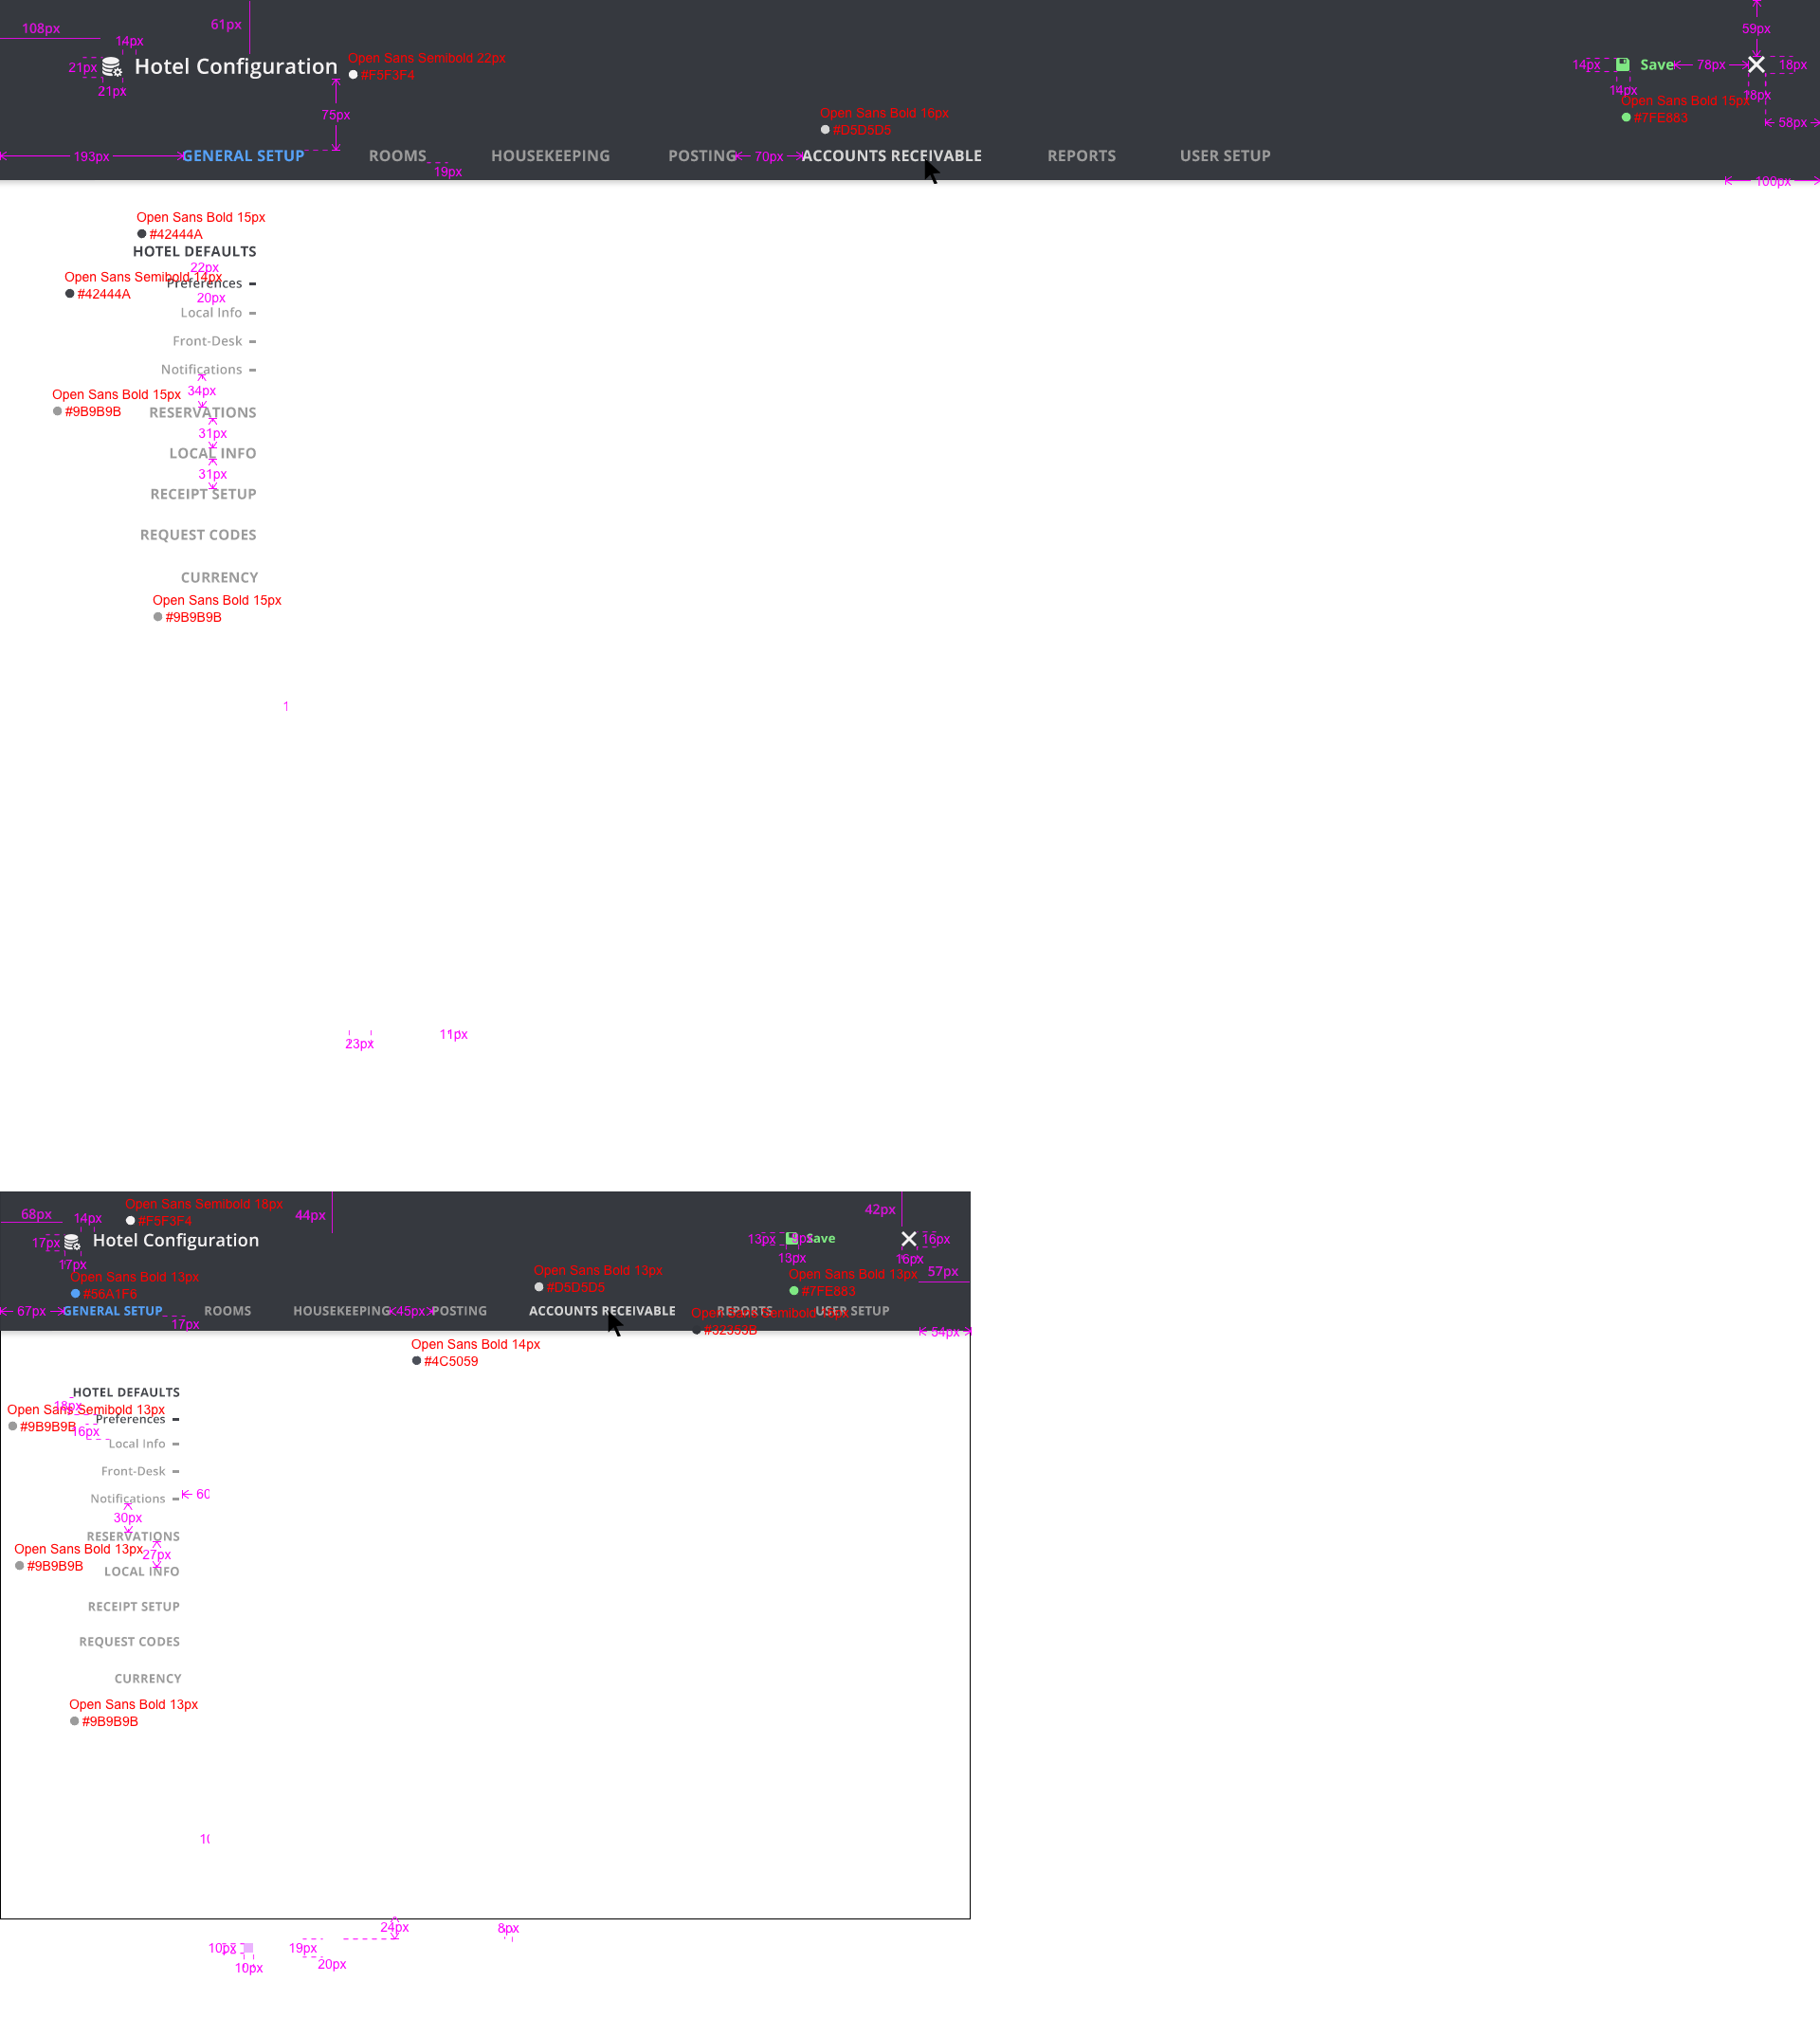 108px
61px
59px
14px
Open Sans Semibold 22px
21px
Hotel Configuration
#F5F3F4
14px
Save
78px
18px
21px
14px
18px
75px
Open Sans Bold 16px
#D5D5D5
Open Sans Bold 15px
#7FE883
58px
193px
GENERAL SETUP
ROOMS
HOUSEKEEPING
POSTING
70px
ACCOUNTS RECEIVABLE
REPORTS
USER SETUP
19px
100px
Open Sans Bold 15px
#42444A
HOTEL DEFAULTS
22px
Open Sans Semibold 14px
Preferences
#42444A
20px
Local Info
Front-Desk
Notifications
34px
Open Sans Bold 15px
#9B9B9B
RESERVATIONS
31px
LOCAL INFO
31px
RECEIPT SETUP
REQUEST CODES
CURRENCY
Open Sans Bold 15px
#9B9B9B
1
11px
23px
Open Sans Semibold 18px
#F5F3F4
68px
14px
44px
42px
17px
Hotel Configuration
13px
Save
16px
17px
13px
16px
Open Sans Bold 13px
#56A1F6
Open Sans Bold 13px
#D5D5D5
Open Sans Bold 13px
#7FE883
57px
67px
GENERAL SETUP
ROOMS
HOUSEKEEPING
45px
POSTING
ACCOUNTS RECEIVABLE
REPORTS
USER SETUP
Open Sans Semibold
17px
54px
Open Sans Bold 14px
#4C5059
HOTEL DEFAULTS
18px
Open Sans Semibold 13px
Preferences
#9B9B9B
16px
Local Info
Front-Desk
Notifications
60
30px
RESERVATIONS
Open Sans Bold 13px
#9B9B9B
27px
LOCAL INFO
RECEIPT SETUP
REQUEST CODES
CURRENCY
Open Sans Bold 13px
#9B9B9B
24px
8px
10px
19px
20px
10px